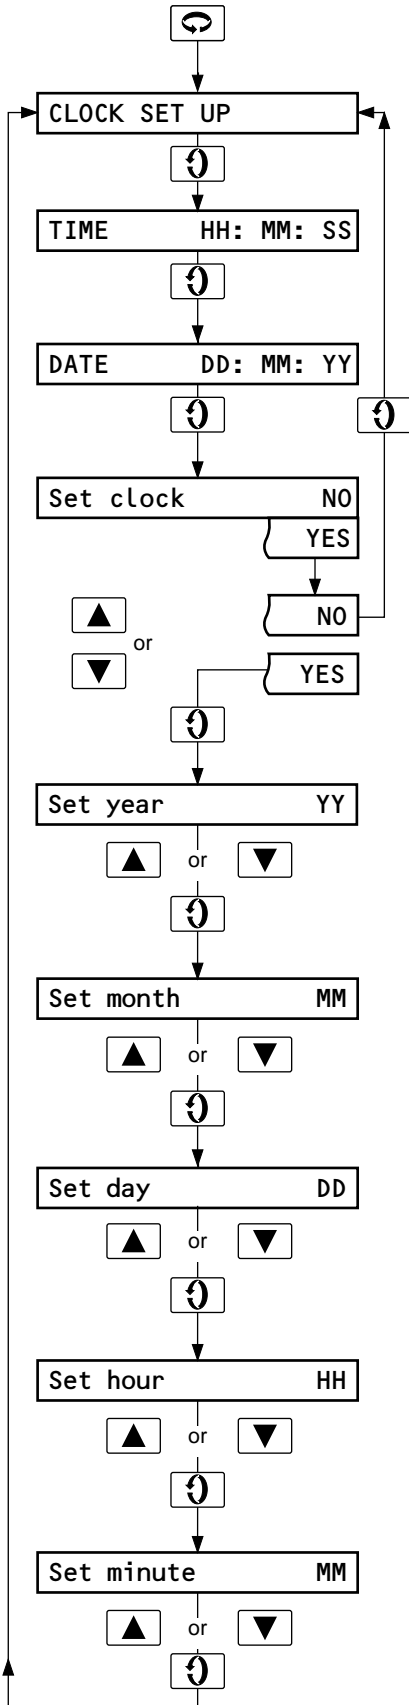 CLOCK SET UP
TIME HH: MM: SS
DATE DD: MM: YY
Set clock NO
YES
NO
or
YES
Set year YY
or
Set month MM
or
Set day DD
or
Set hour HH
or
Set minute MM
or